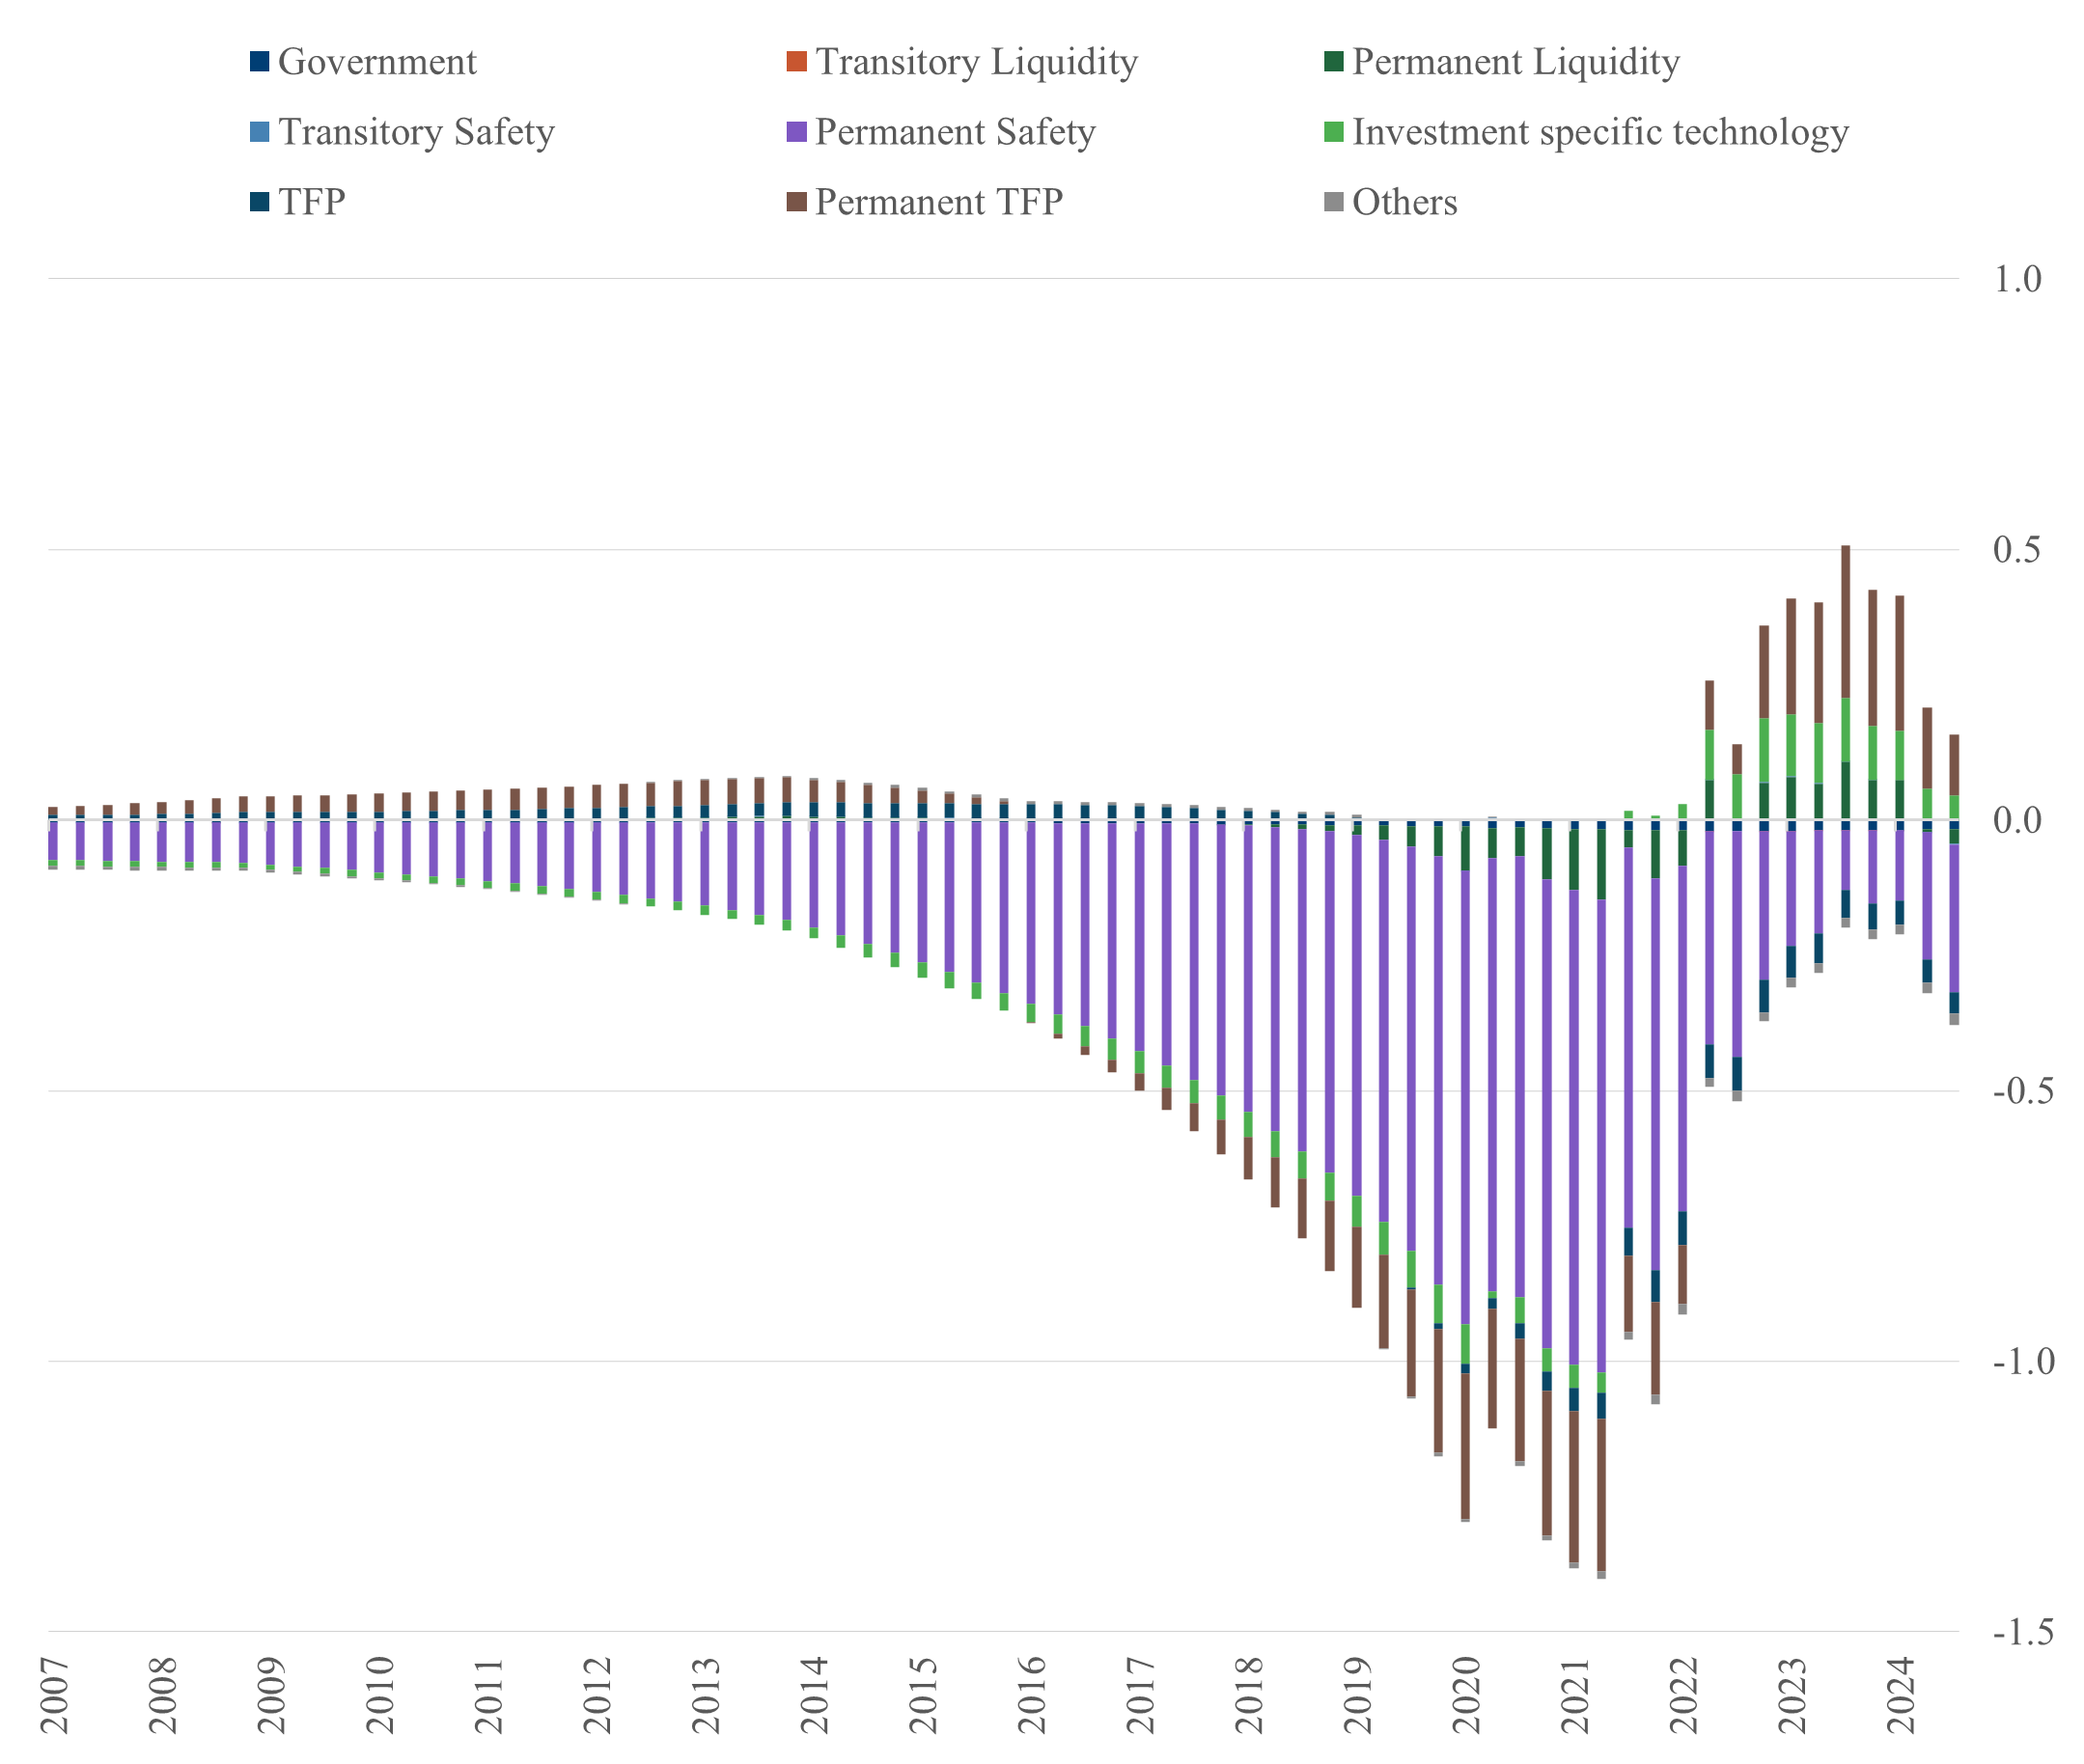 Government Transitory Liquidity Permanent Liquidity
Transitory Safety Permanent Safety Investment specific technology
TFP Permanent TFP Others
1.0
0.5
0.0
-0.5
-1.0
-1.5
2007 2008 2009 2010 2011 2012 2013 2014 2015 2016 2017 2018 2019 2020 2021 2022 2023 2024